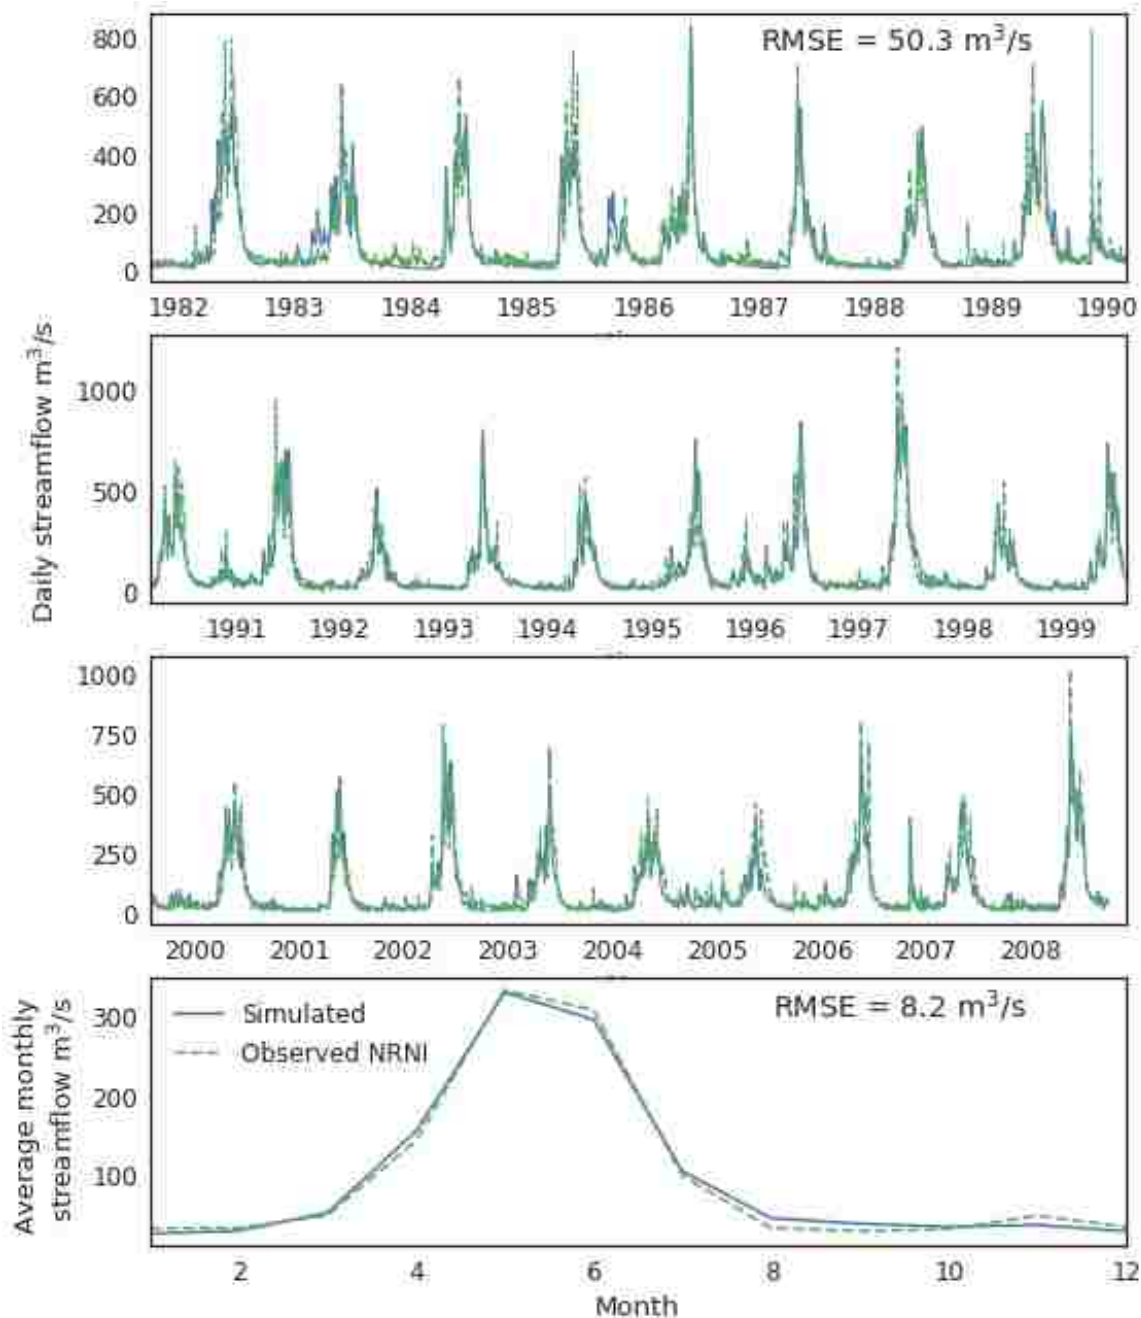 RMSE = 50.3 m³/s
800
600
400
200
0
1982 1983 1984 1985 1986 1987 1988 1989 1990
Daily streamflow m³/s
1000
500
0
1991 1992 1993 1994 1995 1996 1997 1998 1999
1000
750
500
250
0
2000 2001 2002 2003 2004 2005 2006 2007 2008
Average monthly
streamflow m³/s
RMSE = 8.2 m³/s
Simulated
Observed NRNI
300
200
100
2 4 6 8 10 12
Month